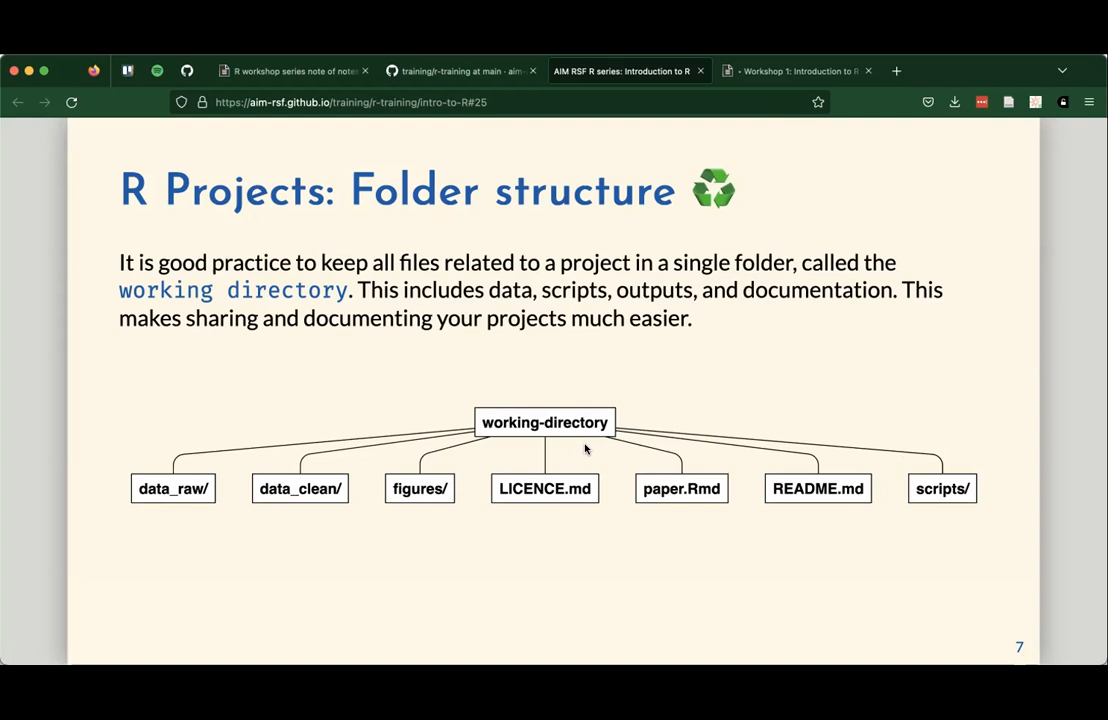 R workshop series note of note
training/r-training at main · aim-
AIM RSF R series: Introduction to R
- Workshop 1: Introduction to R
https://aim-rsf.github.io/training/r-training/intro-to-R#25
R Projects: Folder structure
It is good practice to keep all files related to a project in a single folder, called the
working directory. This includes data, scripts, outputs, and documentation. This
makes sharing and documenting your projects much easier.
working-directory
data_raw/ data_clean/ figures/ LICENCE.md paper.Rmd README.md scripts/
7